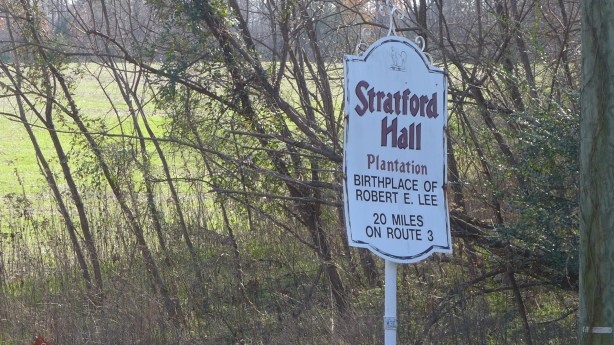 Stratford
Hall
Plantation
BIRTHPLACE OF
ROBERT E. LEE
20 MILES
ON ROUTE 3